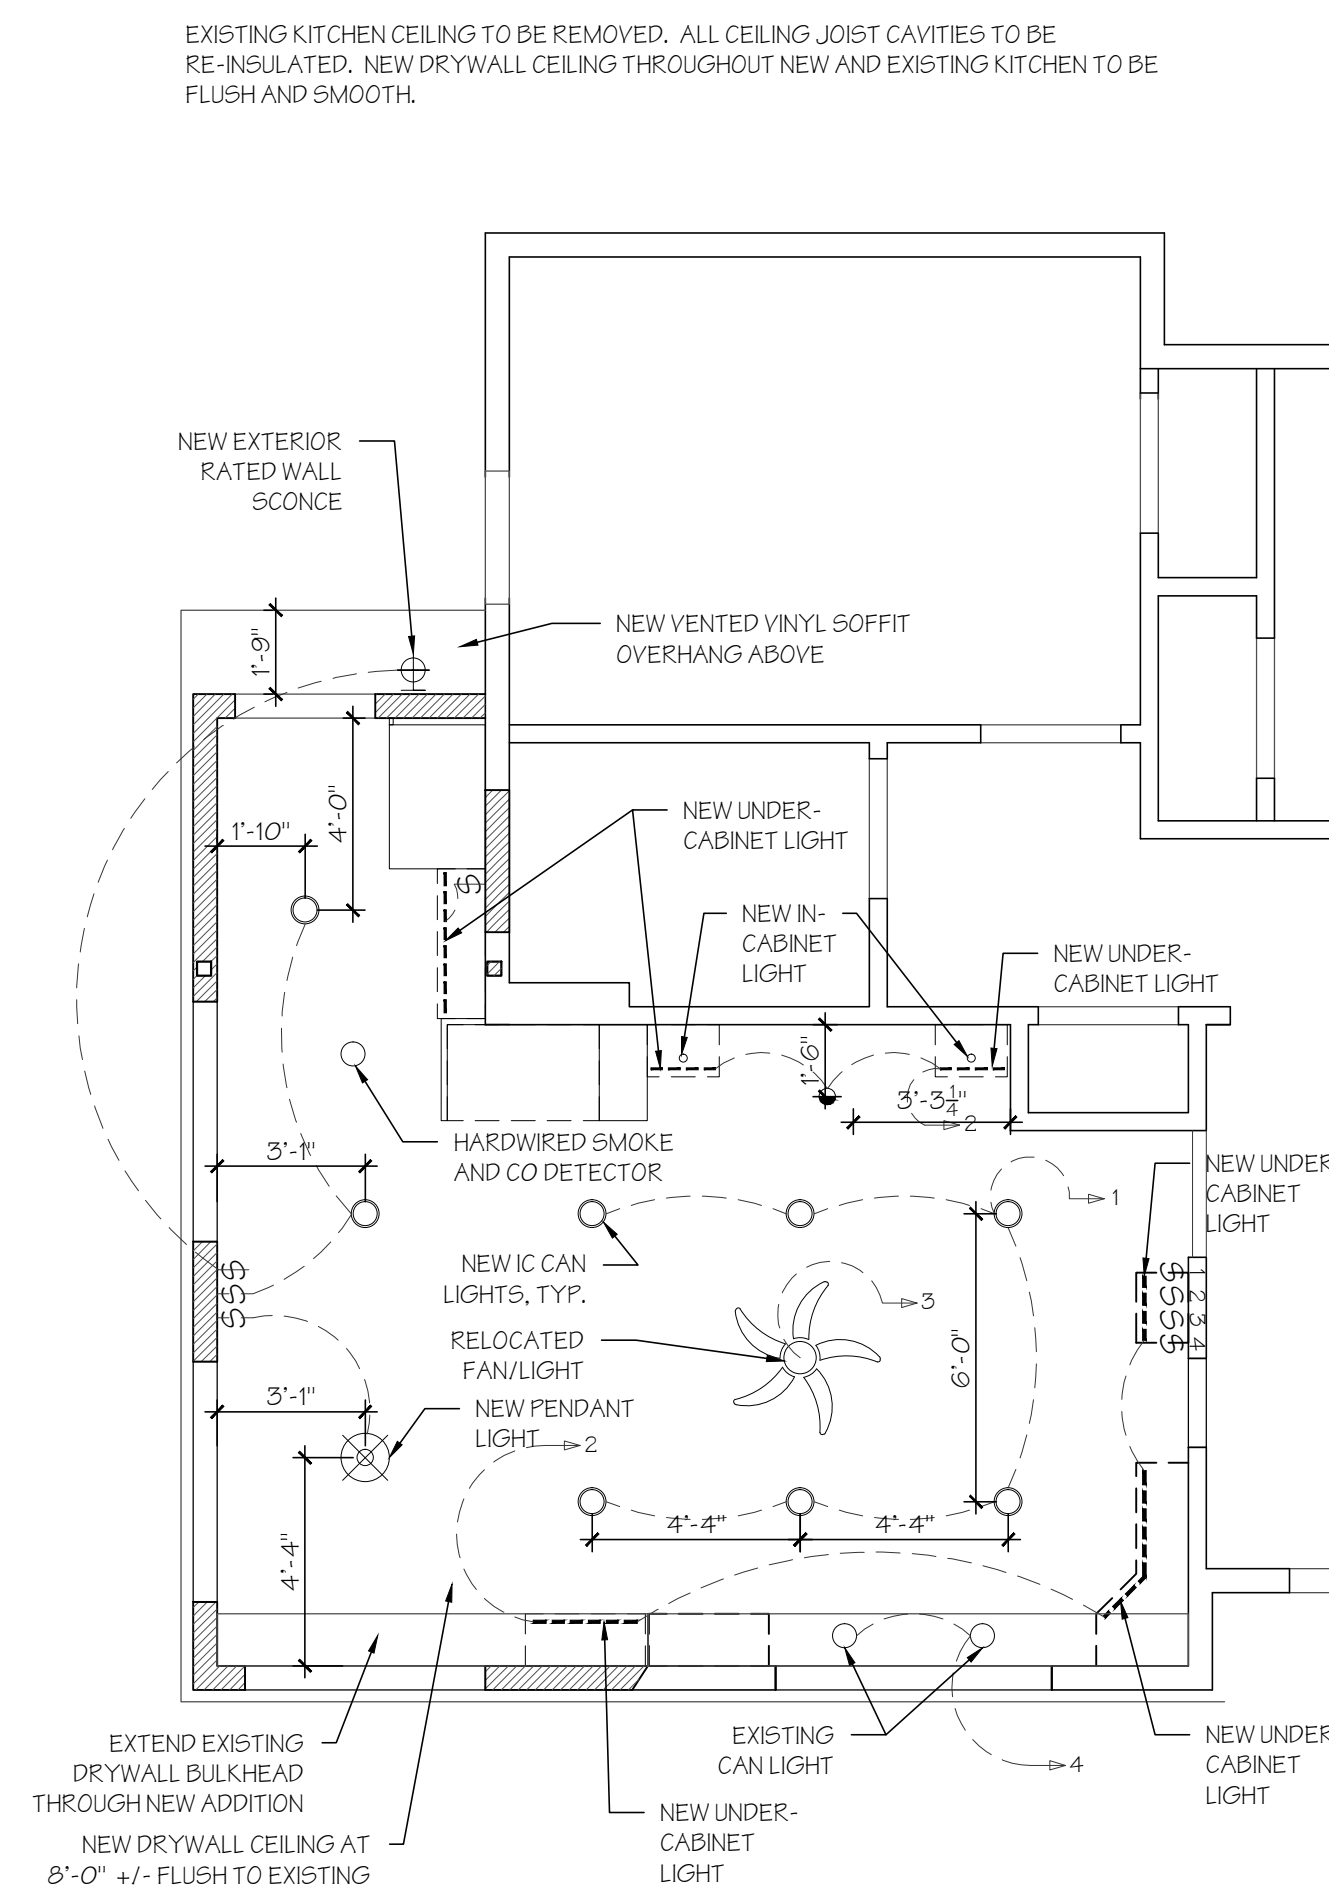 EXISTING KITCHEN CEILING TO BE REMOVED. ALL CEILING JOIST CAVITIES TO BE
RE-INSULATED. NEW DRYWALL CEILING THROUGHOUT NEW AND EXISTING KITCHEN TO BE
FLUSH AND SMOOTH.
NEW EXTERIOR
RATED WALL
SCONCE
1'-9"
NEW VENTED VINYL SOFFIT
OVERHANG ABOVE
4'-0"
1'-10"
NEW UNDER-
CABINET LIGHT
S
NEW IN-
CABINET
LIGHT
NEW UNDER-
CABINET LIGHT
1'-6"
3'-3 1/4"
2
HARDWIRED SMOKE
AND CO DETECTOR
3'-1"
1
NEW UNDER
CABINET
LIGHT
NEW IC CAN
LIGHTS, TYP.
SSS
SSSS
1 2 3 4
3
RELOCATED
FAN/LIGHT
6'-0"
3'-1"
NEW PENDANT
LIGHT
2
4'-4"
4'-4"
4'-4"
EXTEND EXISTING
DRYWALL BULKHEAD
THROUGH NEW ADDITION
EXISTING
CAN LIGHT
4
NEW UNDER
CABINET
LIGHT
NEW UNDER-
CABINET
LIGHT
NEW DRYWALL CEILING AT
8'-0" +/- FLUSH TO EXISTING